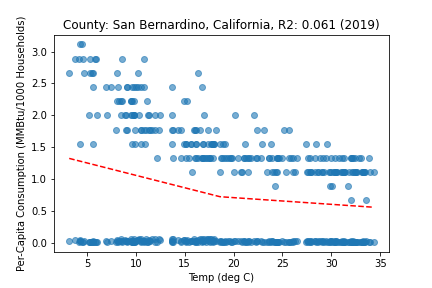 County: San Bernardino, California, R2: 0.061 (2019)
Per-Capita Consumption (MMBtu/1000 Households)
3.0
2.5
2.0
1.5
1.0
0.5
0.0
5 10 15 20 25 30 35
Temp (deg C)